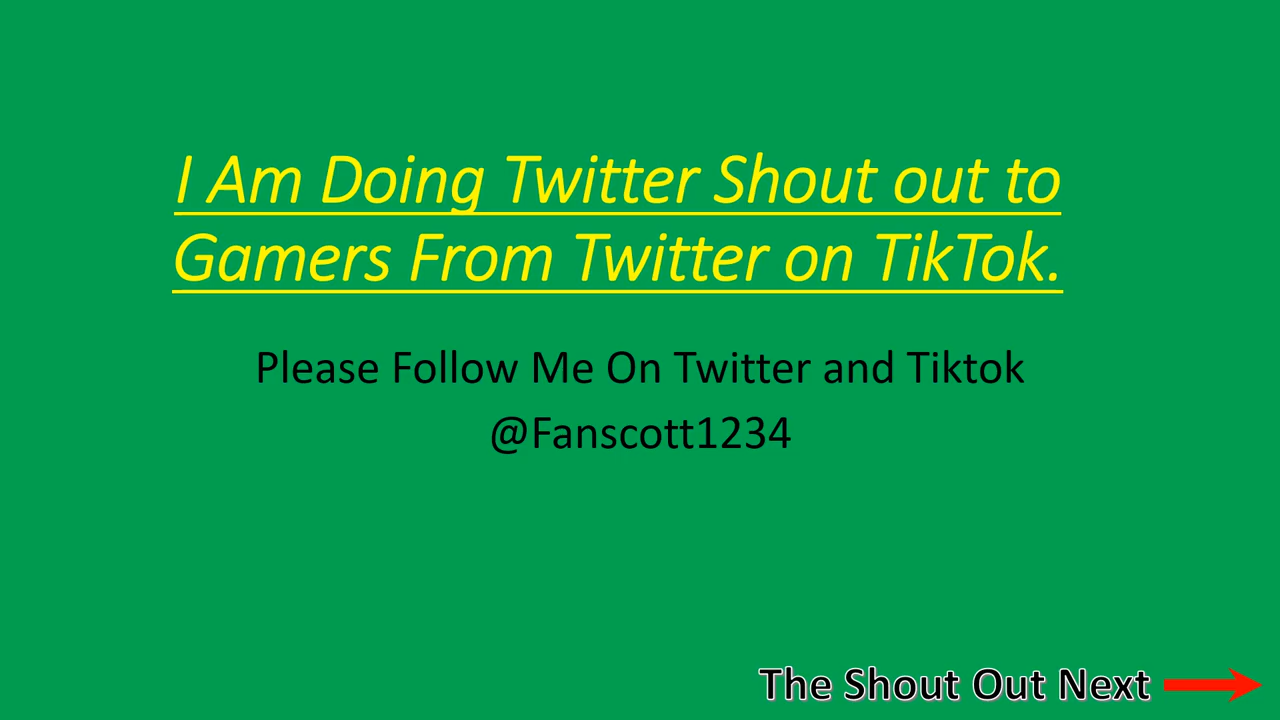 I Am Doing Twitter Shout out to
Gamers From Twitter on TikTok.
Please Follow Me On Twitter and Tiktok
@Fanscott1234
The Shout Out Next